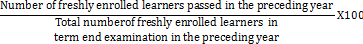 Number of freshly enrolled learners passed in the preceding year
X100
Total numberof freshly enrolled learners in
term end examination in the preceding year